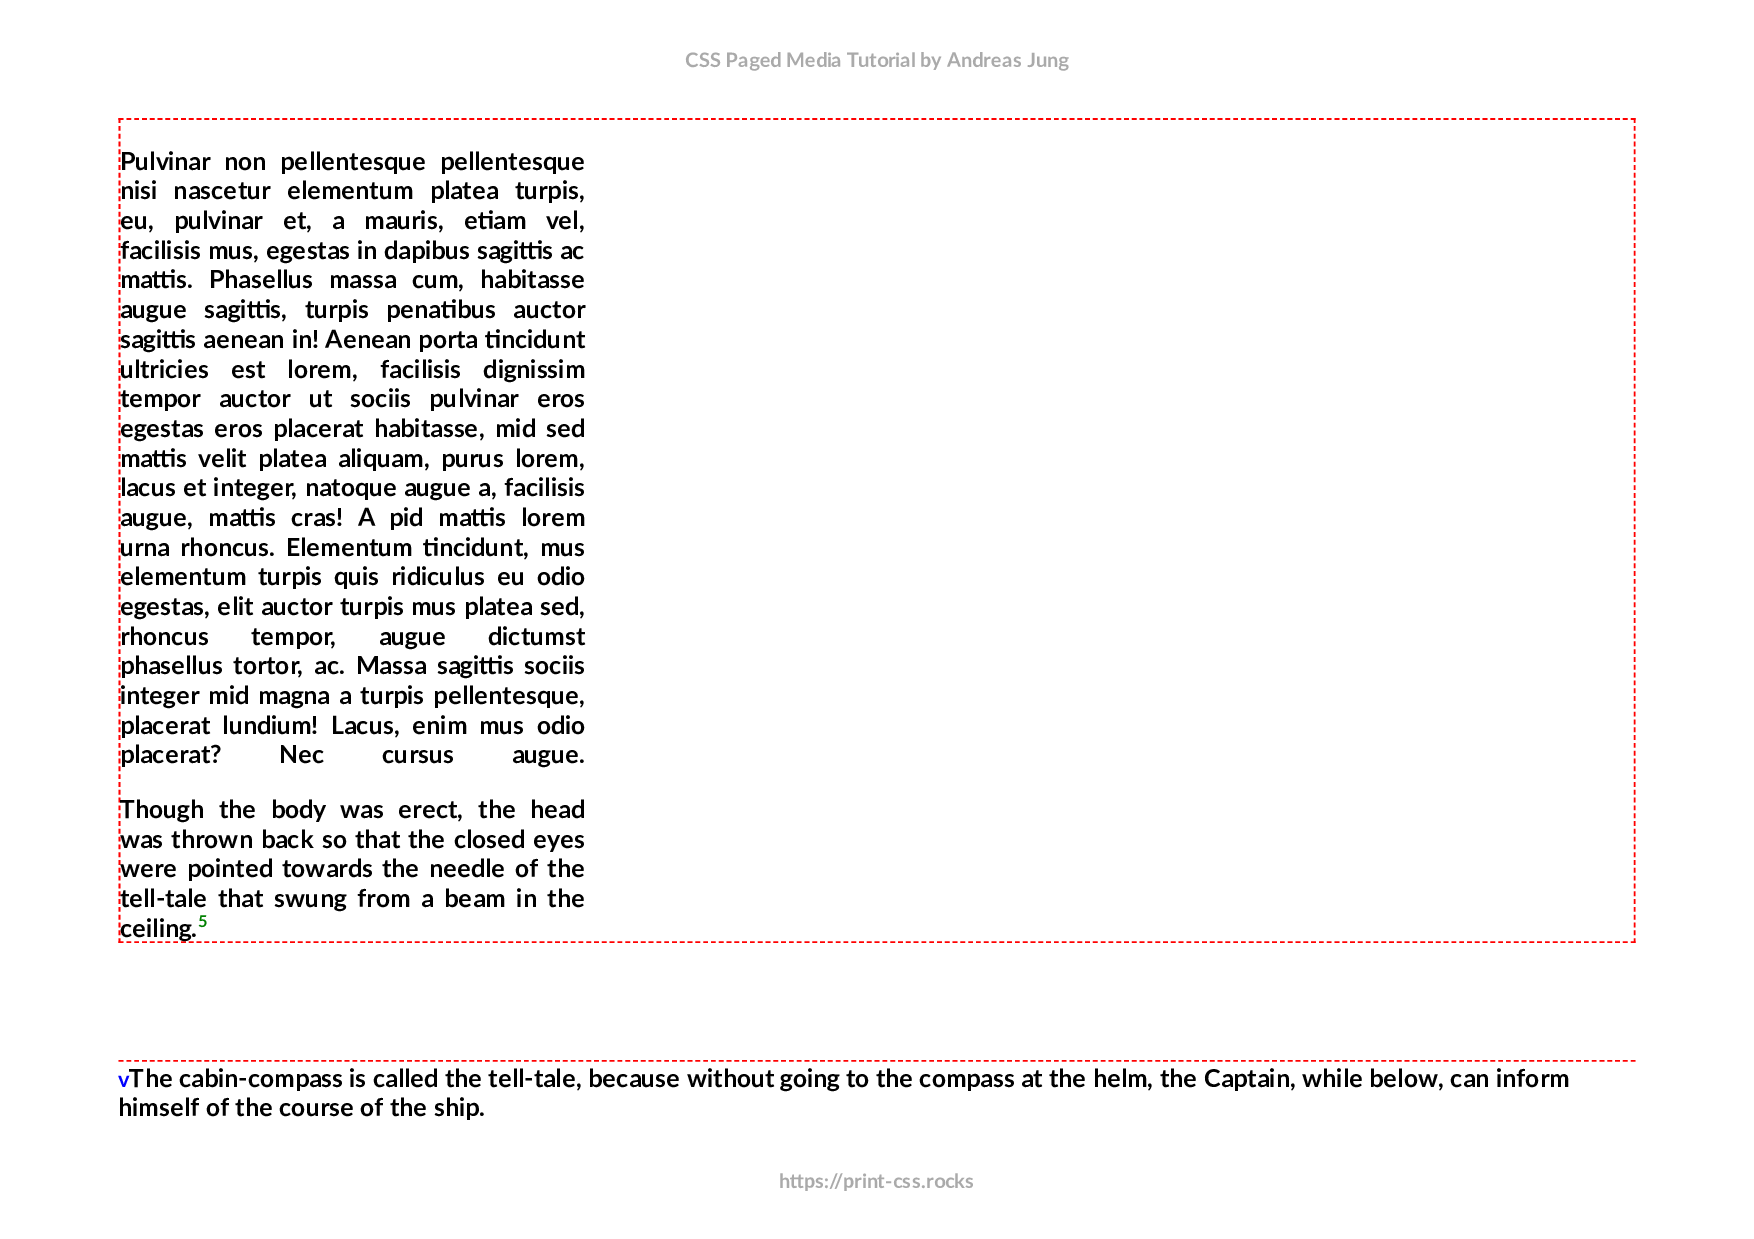 CSS Paged Media Tutorial by Andreas Jung
Pulvinar non pellentesque pellentesque
nisi nascetur elementum platea turpis,
eu, pulvinar et, a mauris, etiam vel,
facilisis mus, egestas in dapibus sagittis ac
mattis. Phasellus massa cum, habitasse
augue sagittis, turpis penatibus auctor
sagittis aenean in! Aenean porta tincidunt
ultricies est lorem, facilisis dignissim
tempor auctor ut sociis pulvinar eros
egestas eros placerat habitasse, mid sed
mattis velit platea aliquam, purus lorem,
lacus et integer, natoque augue a, facilisis
augue, mattis cras! A pid mattis lorem
urna rhoncus. Elementum tincidunt, mus
elementum turpis quis ridiculus eu odio
egestas, elit auctor turpis mus platea sed,
rhoncus tempor, augue dictumst
phasellus tortor, ac. Massa sagittis sociis
integer mid magna a turpis pellentesque,
placerat lundium! Lacus, enim mus odio
placerat? Nec cursus augue.
Though the body was erect, the head
was thrown back so that the closed eyes
were pointed towards the needle of the
tell-tale that swung from a beam in the
ceiling.5
vThe cabin-compass is called the tell-tale, because without going to the compass at the helm, the Captain, while below, can inform
himself of the course of the ship.
https://print-css.rocks